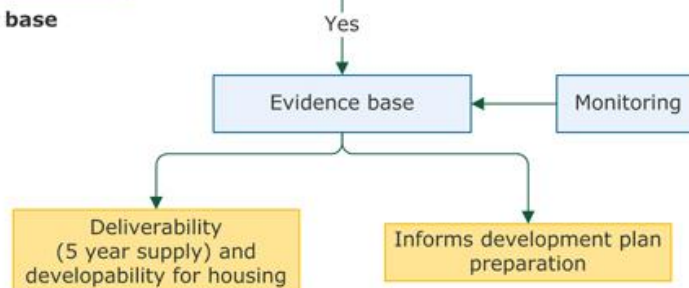 base
Yes
Evidence base
Monitoring
Deliverability
(5 year supply) and
developability for housing
Informs development plan
preparation